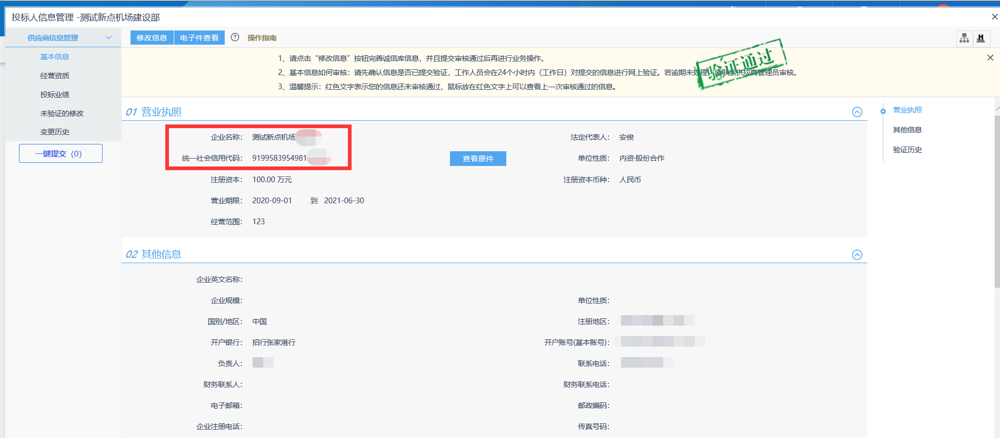 投标人信息管理 -测试新点机场建设部
供应商信息管理
基本信息
经营资质
投标业绩
未验证的修改
变更历史
一键提交 (0)
修改信息
电子件查看
操作指南
1、请点击“修改信息”按钮完善诚信库信息，并且提交审核通过后再进行业务操作。
2、基本信息如何审核：请先确认信息是否已提交验证，工作人员会在24个小时内（工作日）对提交的信息进行网上验证。若逾期未处理，请联系供应商管理员审核。
3、温馨提示：红色文字表示您的信息还未审核通过，鼠标放在红色文字上可以查看上一次审核通过的信息。
验证通过
01 营业执照
企业名称： 测试新点机场
法定代表人： 安俊
统一社会信用代码： 9199583954981
查看原件
单位性质： 内资·股份合作
注册资本： 100.00 万元
注册资本币种： 人民币
营业期限： 2020-09-01 到 2021-06-30
经营范围： 123
02 其他信息
企业英文名称：
企业规模：
单位性质：
国别/地区： 中国
注册地区：
开户银行： 招行张家港行
开户账号(基本账号)：
负责人：
联系电话：
财务联系人：
财务联系电话：
电子邮箱：
邮政编码：
企业注册电话：
传真号码：
营业执照
其他信息
验证历史